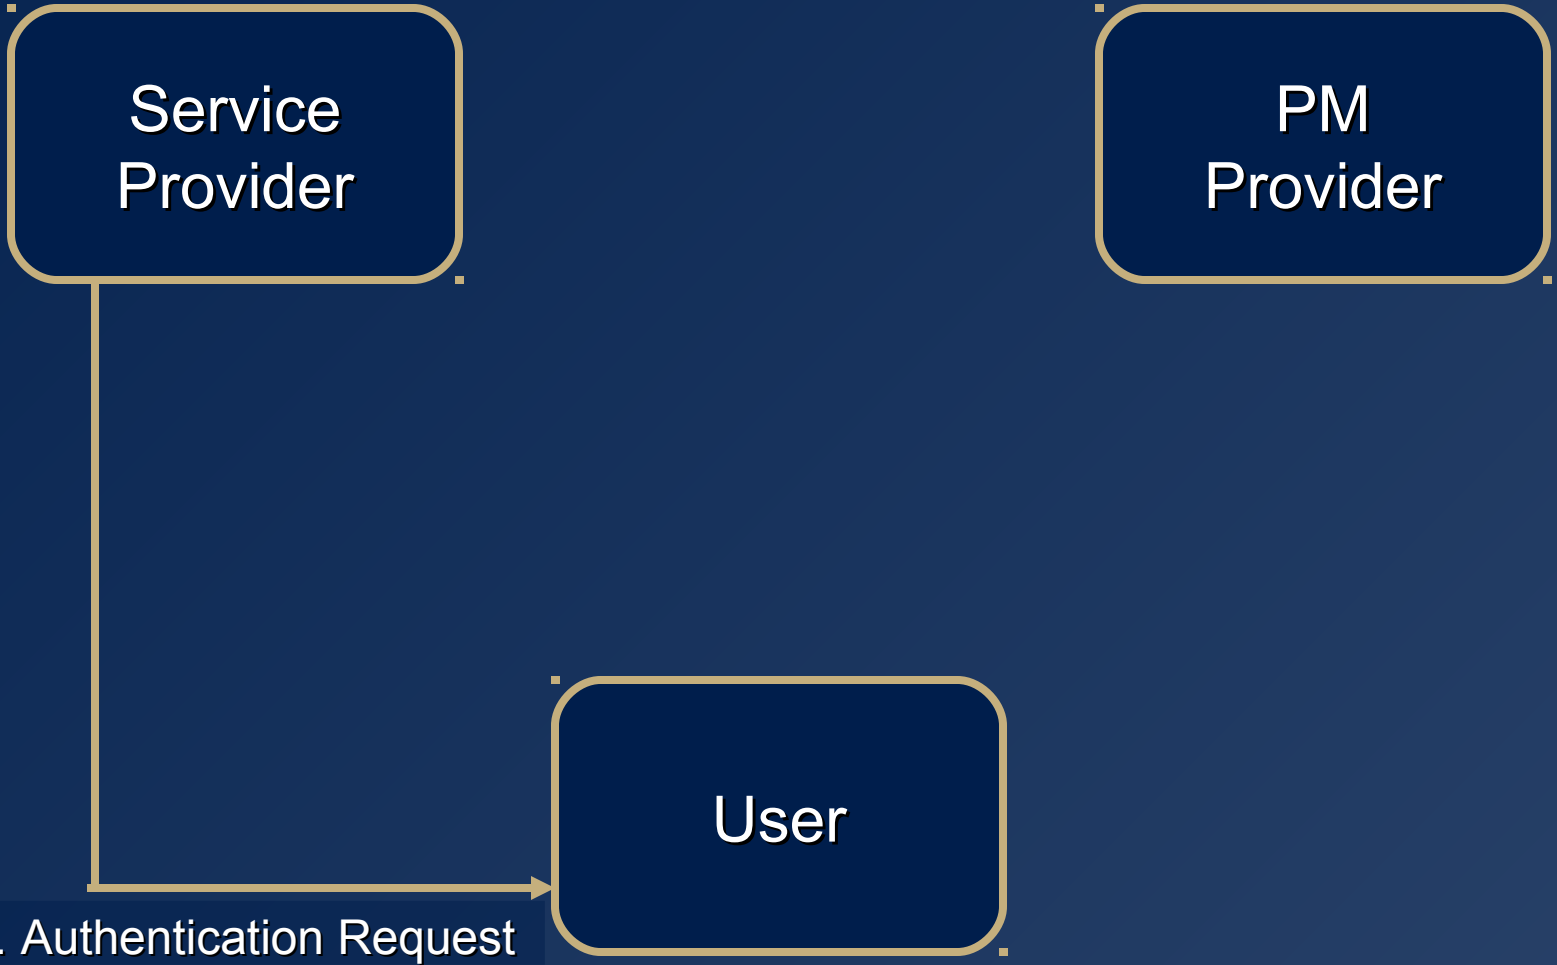 Service
Provider
PM
Provider
User
. Authentication Request